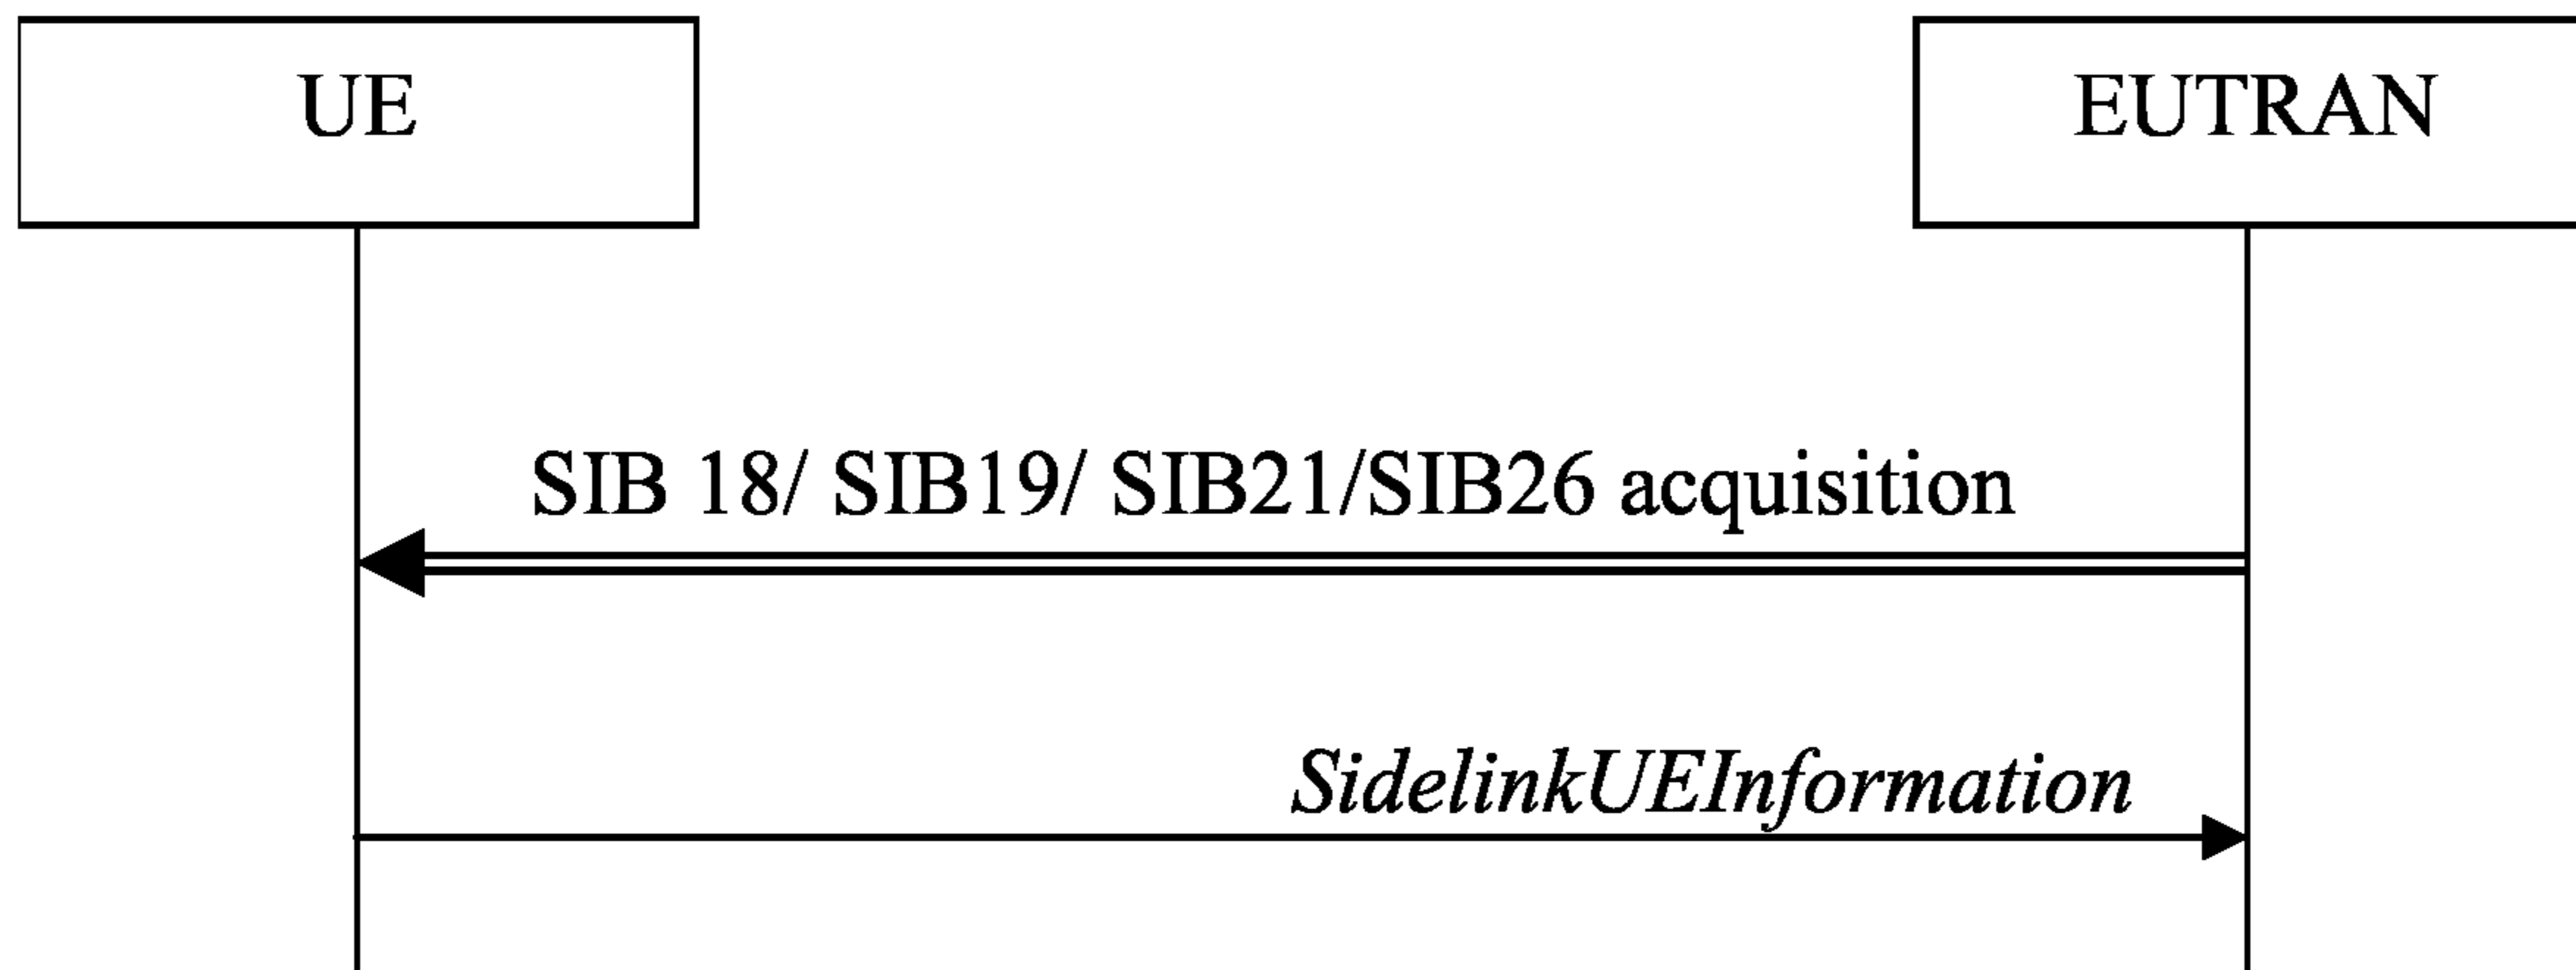 UE
EUTRAN
SIB 18/ SIB19/ SIB21/SIB26 acquisition
SidelinkUEInformation